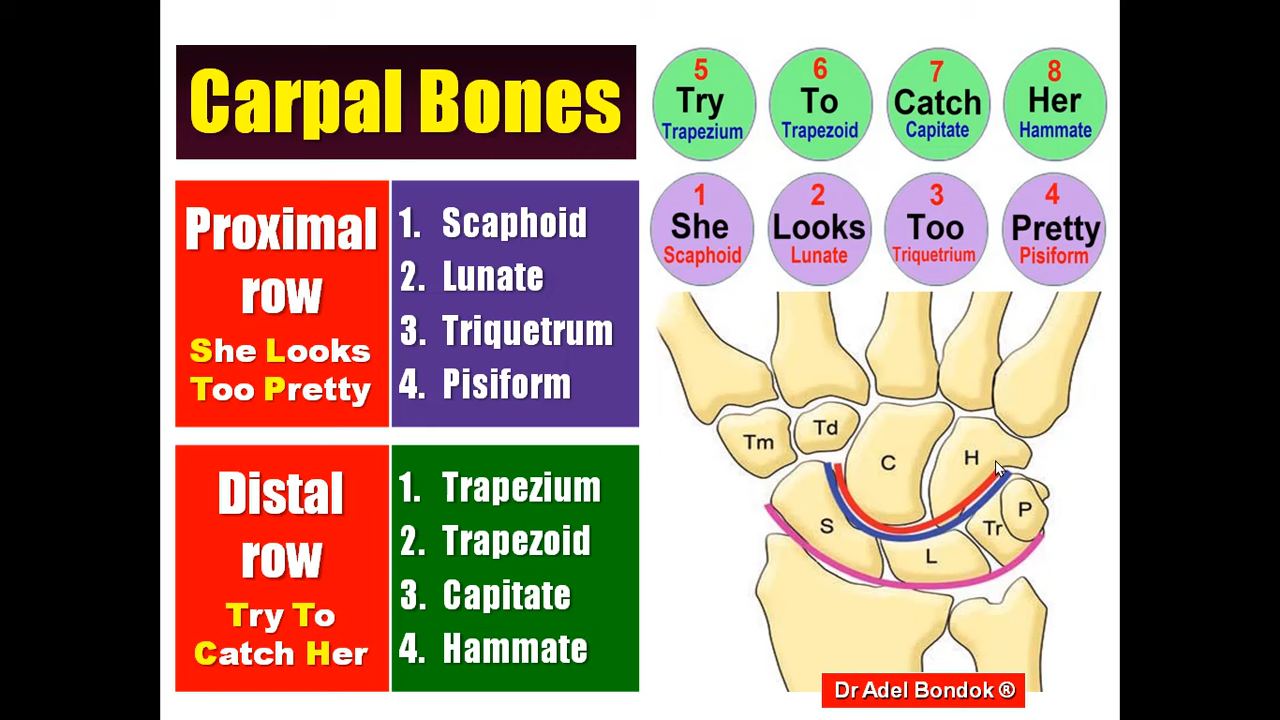 Carpal Bones
Proximal
row
She Looks
Too Pretty
1. Scaphoid
2. Lunate
3. Triquetrum
4. Pisiform
Distal
row
Try To
Catch Her
1. Trapezium
2. Trapezoid
3. Capitate
4. Hammate
5
Try
Trapezium
6
To
Trapezoid
7
Catch
Capitate
8
Her
Hammate
1
She
Scaphoid
2
Looks
Lunate
3
Too
Triquetrium
4
Pretty
Pisiform
Tm
Td
C
H
S
L
Tr
P
Dr Adel Bondok ®